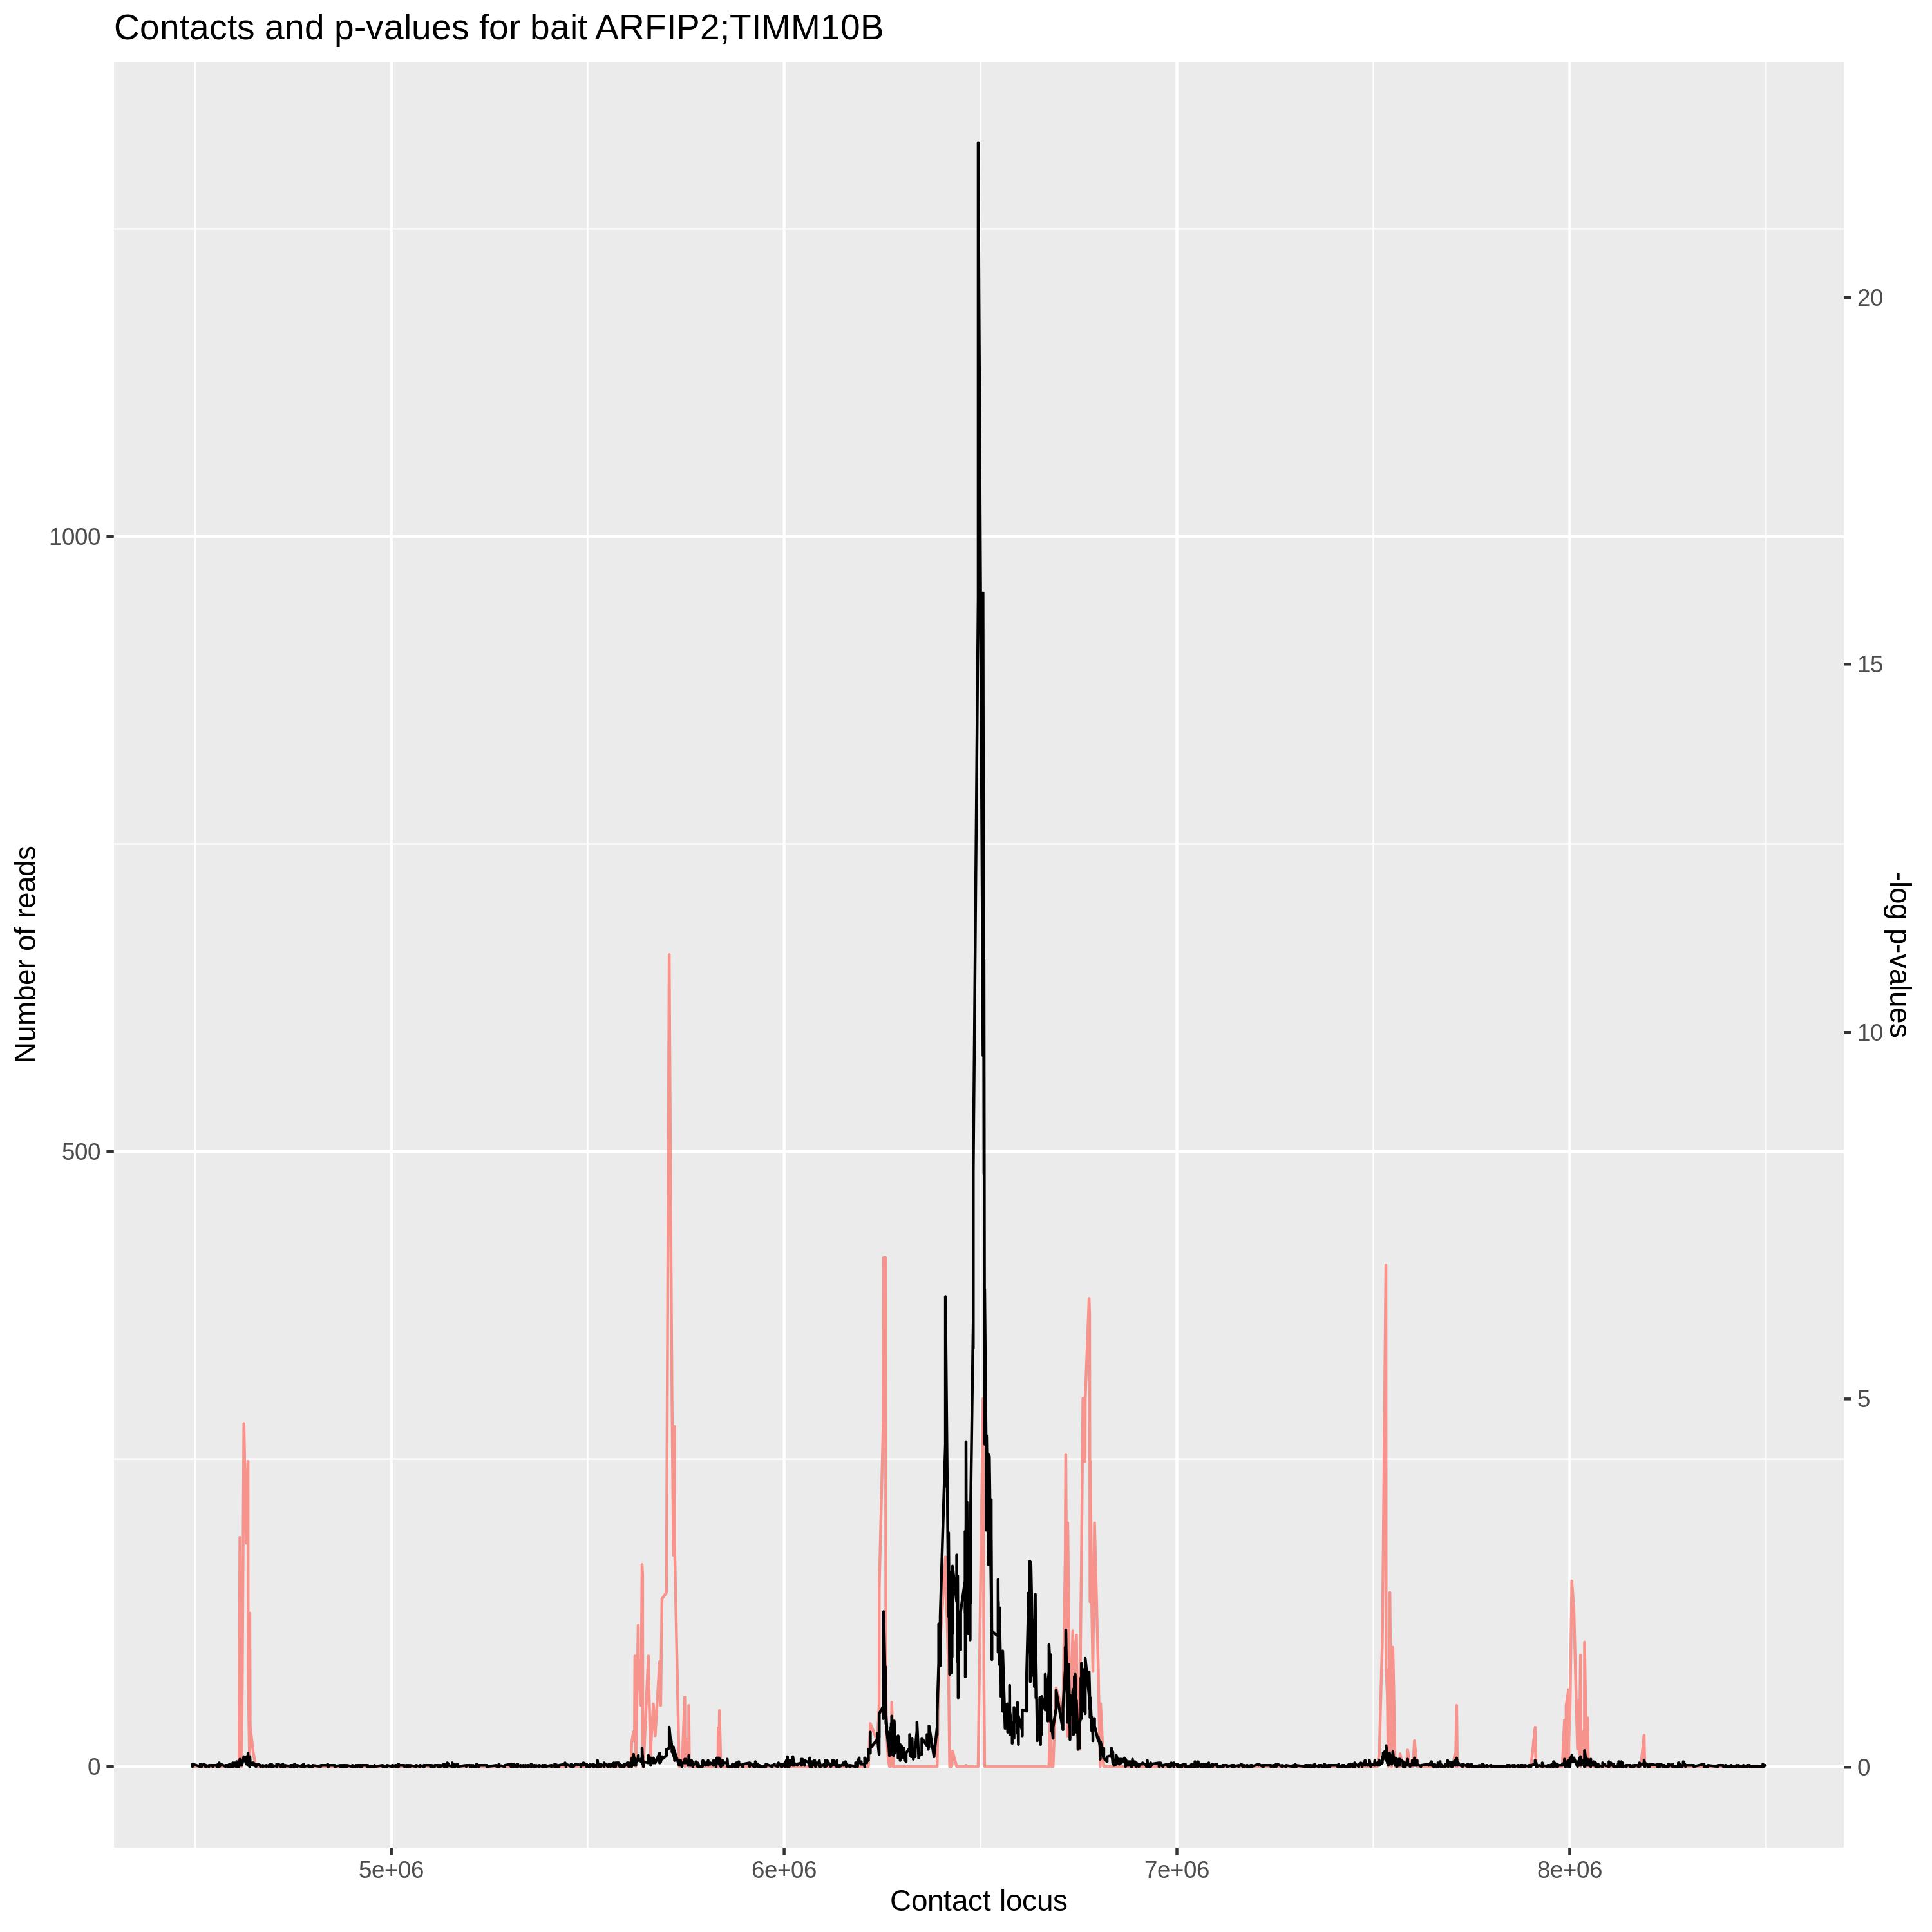 Contacts and p-values for bait ARFIP2;TIMM10B
Number of reads
1000
500
0
20
15
10
5
0
-log p-values
5e+06
6e+06
7e+06
8e+06
Contact locus